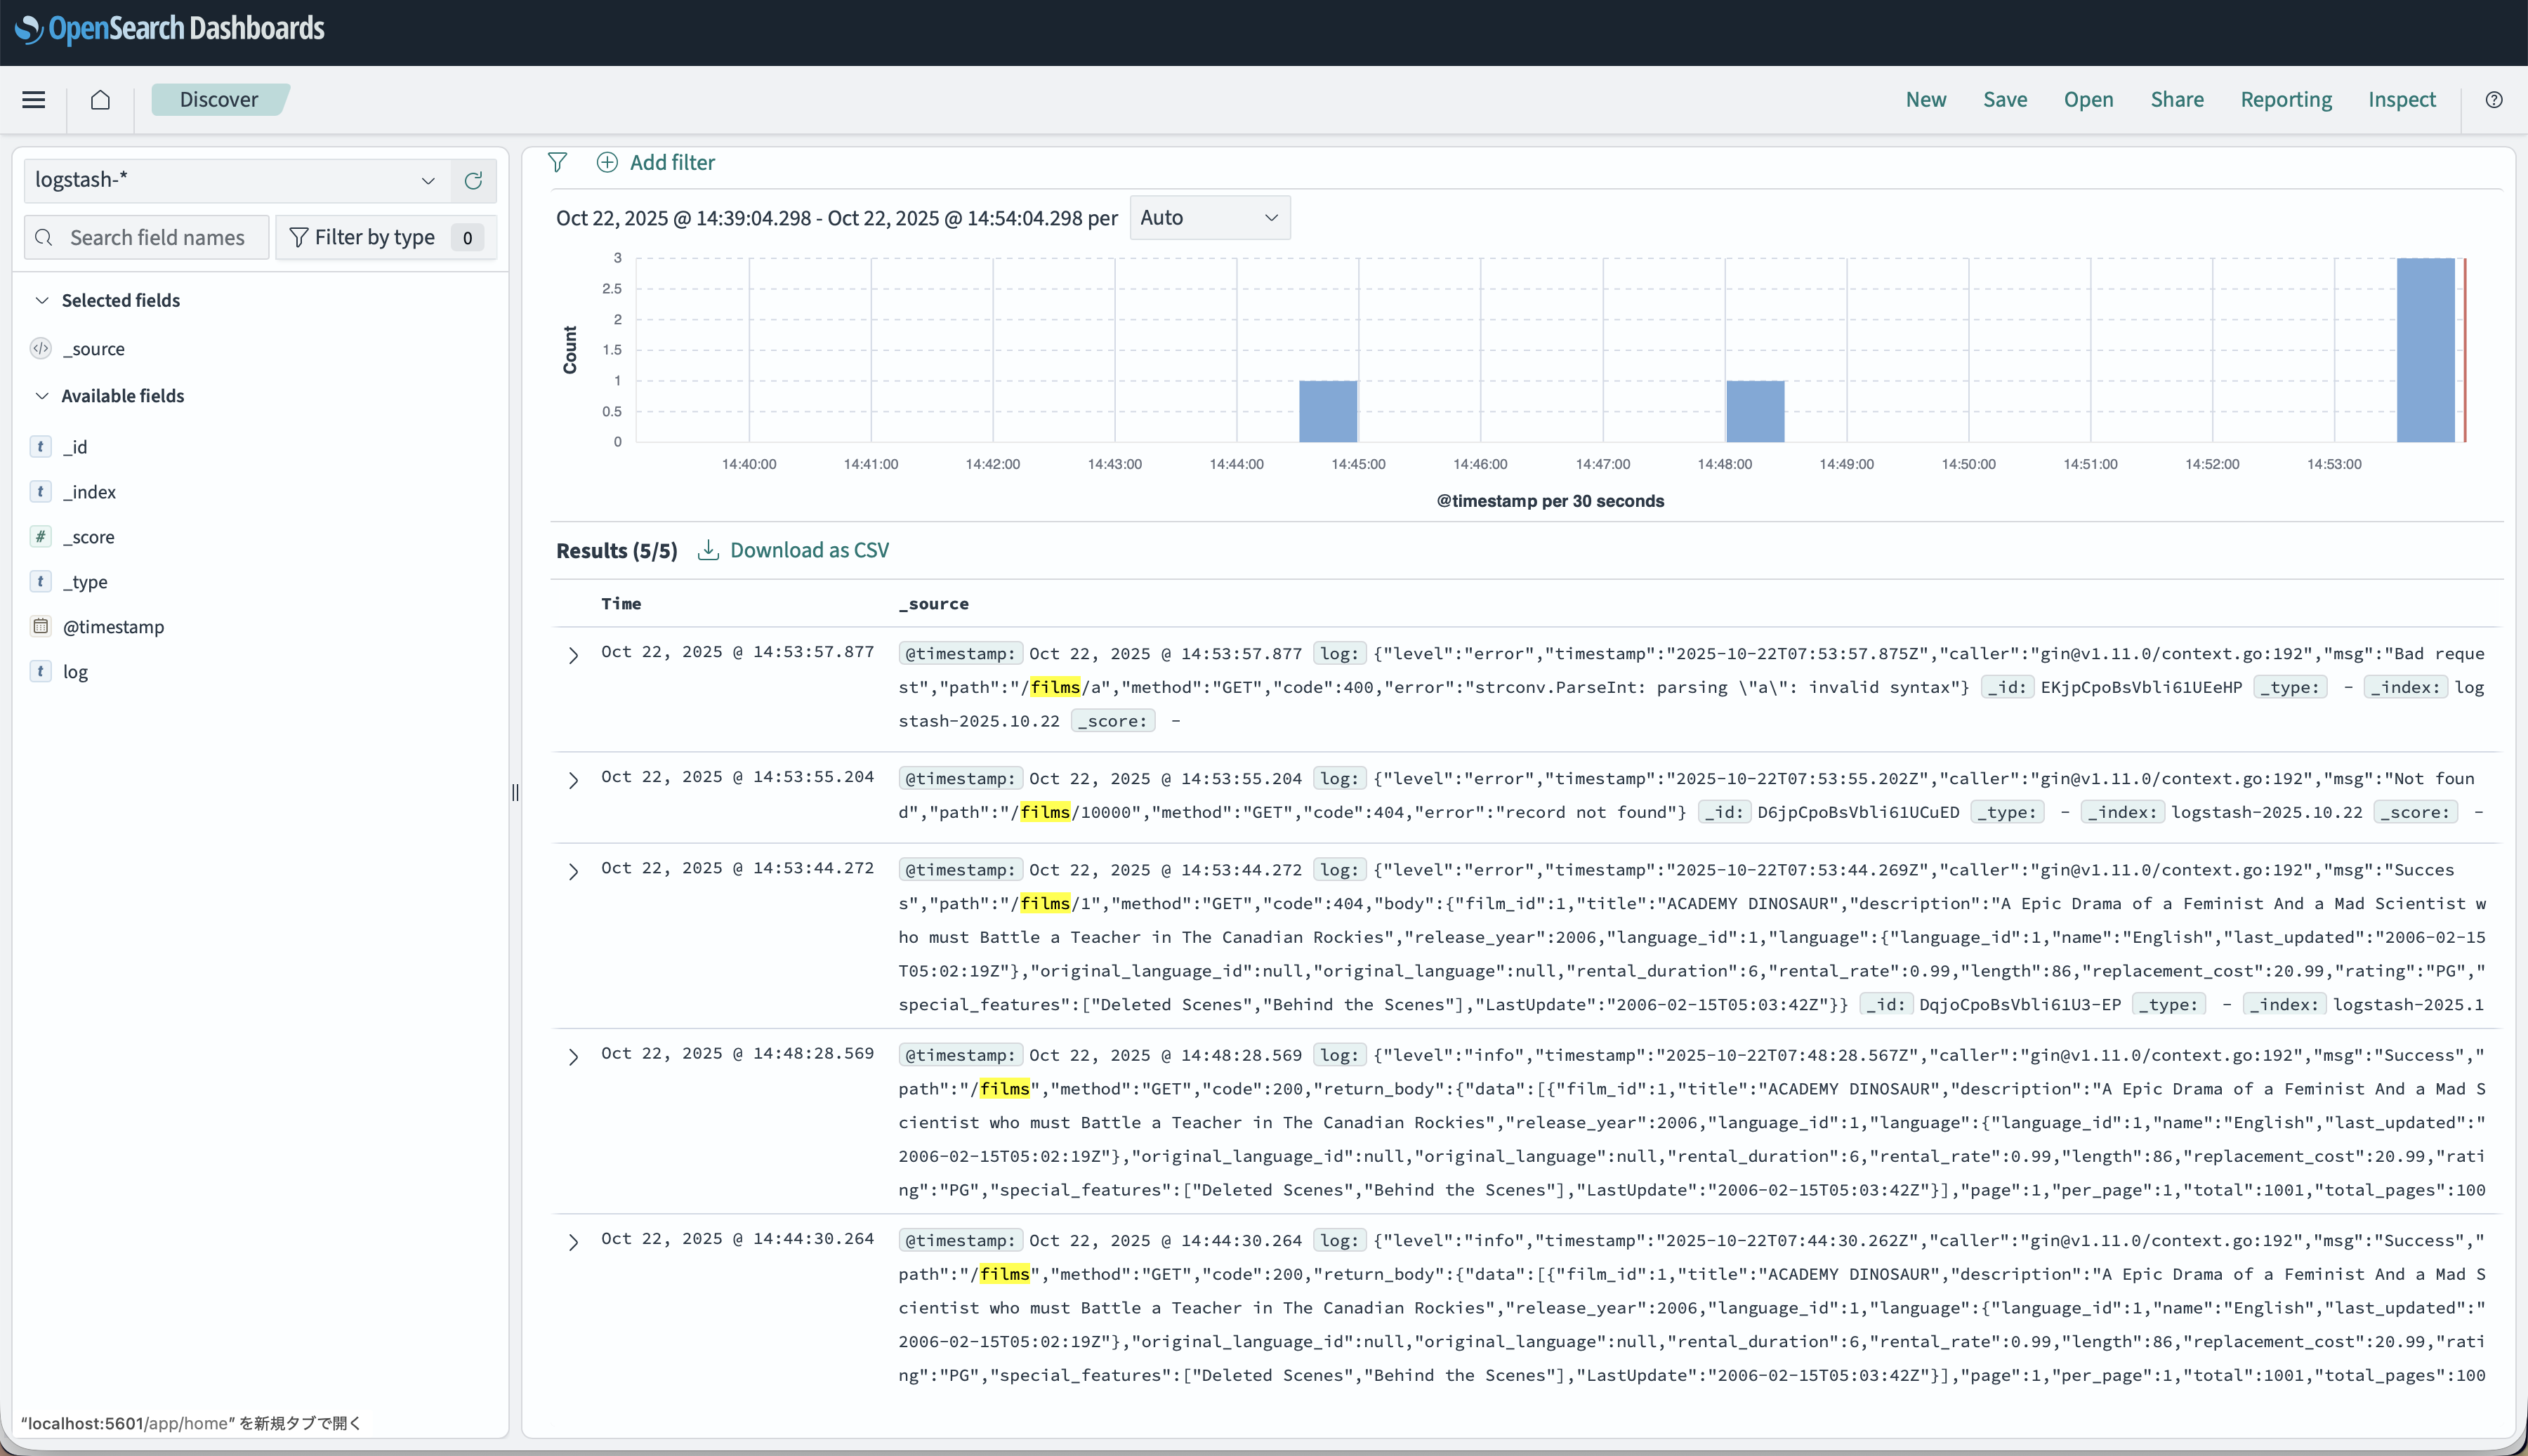 OpenSearch Dashboards
Discover
New Save Open Share Reporting Inspect
logstash-*
Search field names
Filter by type 0
Selected fields
_source
Available fields
_id
_index
_score
_type
@timestamp
log
Add filter
Oct 22, 2025 @ 14:39:04.298 - Oct 22, 2025 @ 14:54:04.298 per Auto
Count
3
2.5
2
1.5
1
0.5
0
14:40:00 14:41:00 14:42:00 14:43:00 14:44:00 14:45:00 14:46:00 14:47:00 14:48:00 14:49:00 14:50:00 14:51:00 14:52:00 14:53:00
@timestamp per 30 seconds
Results (5/5) Download as CSV
Time _source
Oct 22, 2025 @ 14:53:57.877 @timestamp: Oct 22, 2025 @ 14:53:57.877 log: {"level":"error","timestamp":"2025-10-22T07:53:57.875Z","caller":"gin@v1.11.0/context.go:192","msg":"Bad reque
st","path":"/films/a","method":"GET","code":400,"error":"strconv.ParseInt: parsing \"a\": invalid syntax"} _id: EKjpCpoBsVbli61UEeHP _type: - _index: log
stash-2025.10.22 _score: -
Oct 22, 2025 @ 14:53:55.204 @timestamp: Oct 22, 2025 @ 14:53:55.204 log: {"level":"error","timestamp":"2025-10-22T07:53:55.202Z","caller":"gin@v1.11.0/context.go:192","msg":"Not foun
d","path":"/films/10000","method":"GET","code":404,"error":"record not found"} _id: D6jpCpoBsVbli61UCuED _type: - _index: logstash-2025.10.22 _score: -
Oct 22, 2025 @ 14:53:44.272 @timestamp: Oct 22, 2025 @ 14:53:44.272 log: {"level":"error","timestamp":"2025-10-22T07:53:44.269Z","caller":"gin@v1.11.0/context.go:192","msg":"Succes
s","path":"/films/1","method":"GET","code":404,"body":{"film_id":1,"title":"ACADEMY DINOSAUR","description":"A Epic Drama of a Feminist And a Mad Scientist w
ho must Battle a Teacher in The Canadian Rockies","release_year":2006,"language_id":1,"language":{"language_id":1,"name":"English","last_updated":"2006-02-15
T05:02:19Z"},"original_language_id":null,"original_language":null,"rental_duration":6,"rental_rate":0.99,"length":86,"replacement_cost":20.99,"rating":"PG","
special_features":["Deleted Scenes","Behind the Scenes"],"LastUpdate":"2006-02-15T05:03:42Z"}} _id: DqjoCpoBsVbli61U3-EP _type: - _index: logstash-2025.1
Oct 22, 2025 @ 14:48:28.569 @timestamp: Oct 22, 2025 @ 14:48:28.569 log: {"level":"info","timestamp":"2025-10-22T07:48:28.567Z","caller":"gin@v1.11.0/context.go:192","msg":"Success","
path":"/films","method":"GET","code":200,"return_body":{"data":[{"film_id":1,"title":"ACADEMY DINOSAUR","description":"A Epic Drama of a Feminist And a Mad S
cientist who must Battle a Teacher in The Canadian Rockies","release_year":2006,"language_id":1,"language":{"language_id":1,"name":"English","last_updated":"
2006-02-15T05:02:19Z"},"original_language_id":null,"original_language":null,"rental_duration":6,"rental_rate":0.99,"length":86,"replacement_cost":20.99,"rati
ng":"PG","special_features":["Deleted Scenes","Behind the Scenes"],"LastUpdate":"2006-02-15T05:03:42Z"}],"page":1,"per_page":1,"total":1001,"total_pages":100
Oct 22, 2025 @ 14:44:30.264 @timestamp: Oct 22, 2025 @ 14:44:30.264 log: {"level":"info","timestamp":"2025-10-22T07:44:30.262Z","caller":"gin@v1.11.0/context.go:192","msg":"Success","
path":"/films","method":"GET","code":200,"return_body":{"data":[{"film_id":1,"title":"ACADEMY DINOSAUR","description":"A Epic Drama of a Feminist And a Mad S
cientist who must Battle a Teacher in The Canadian Rockies","release_year":2006,"language_id":1,"language":{"language_id":1,"name":"English","last_updated":"
2006-02-15T05:02:19Z"},"original_language_id":null,"original_language":null,"rental_duration":6,"rental_rate":0.99,"length":86,"replacement_cost":20.99,"rati
ng":"PG","special_features":["Deleted Scenes","Behind the Scenes"],"LastUpdate":"2006-02-15T05:03:42Z"}],"page":1,"per_page":1,"total":1001,"total_pages":100
“localhost:5601/app/home” を新規タブで開く